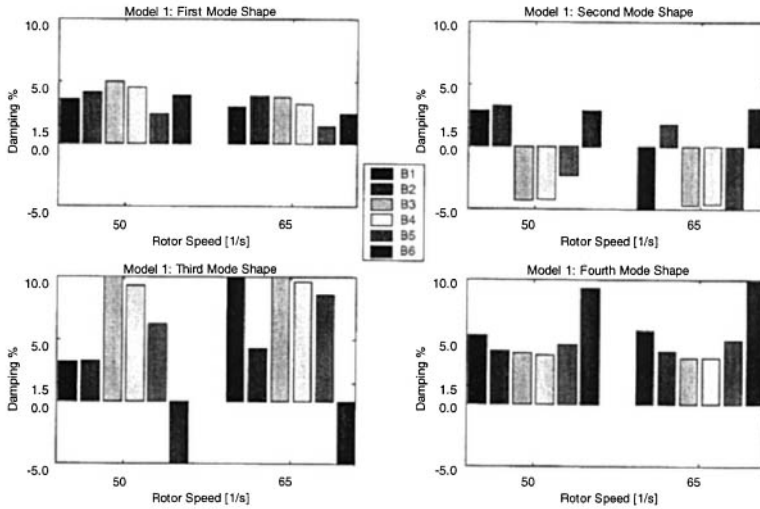 Model 1: First Mode Shape
10.0
5.0
1.5
0.0
-5.0
Damping %
50
65
Rotor Speed [1/s]
Model 1: Second Mode Shape
10.0
5.0
1.5
0.0
-5.0
Damping %
50
65
Rotor Speed [1/s]
B1
B2
B3
B4
B5
B6
Model 1: Third Mode Shape
10.0
5.0
1.5
0.0
-5.0
Damping %
50
65
Rotor Speed [1/s]
Model 1: Fourth Mode Shape
10.0
5.0
1.5
0.0
-5.0
Damping %
50
65
Rotor Speed [1/s]